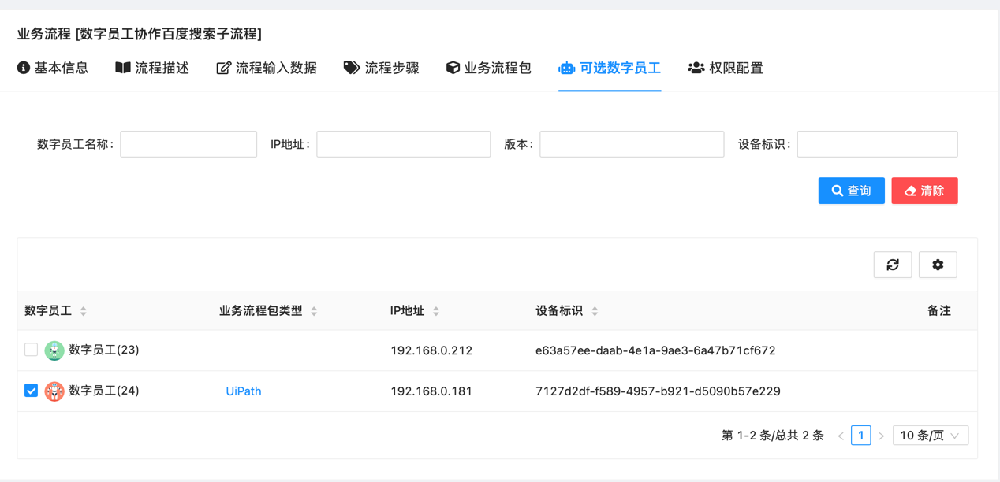 业务流程 [数字员工协作百度搜索子流程]
基本信息 流程描述 流程输入数据 流程步骤 业务流程包 可选数字员工 权限配置
数字员工名称: IP地址: 版本: 设备标识:
查询 清除
数字员工 业务流程包类型 IP地址 设备标识 备注
数字员工(23) 192.168.0.212 e63a57ee-daab-4e1a-9ae3-6a47b71cf672
数字员工(24) UiPath 192.168.0.181 7127d2df-f589-4957-b921-d5090b57e229
第 1-2 条/总共 2 条 < 1 > 10 条/页